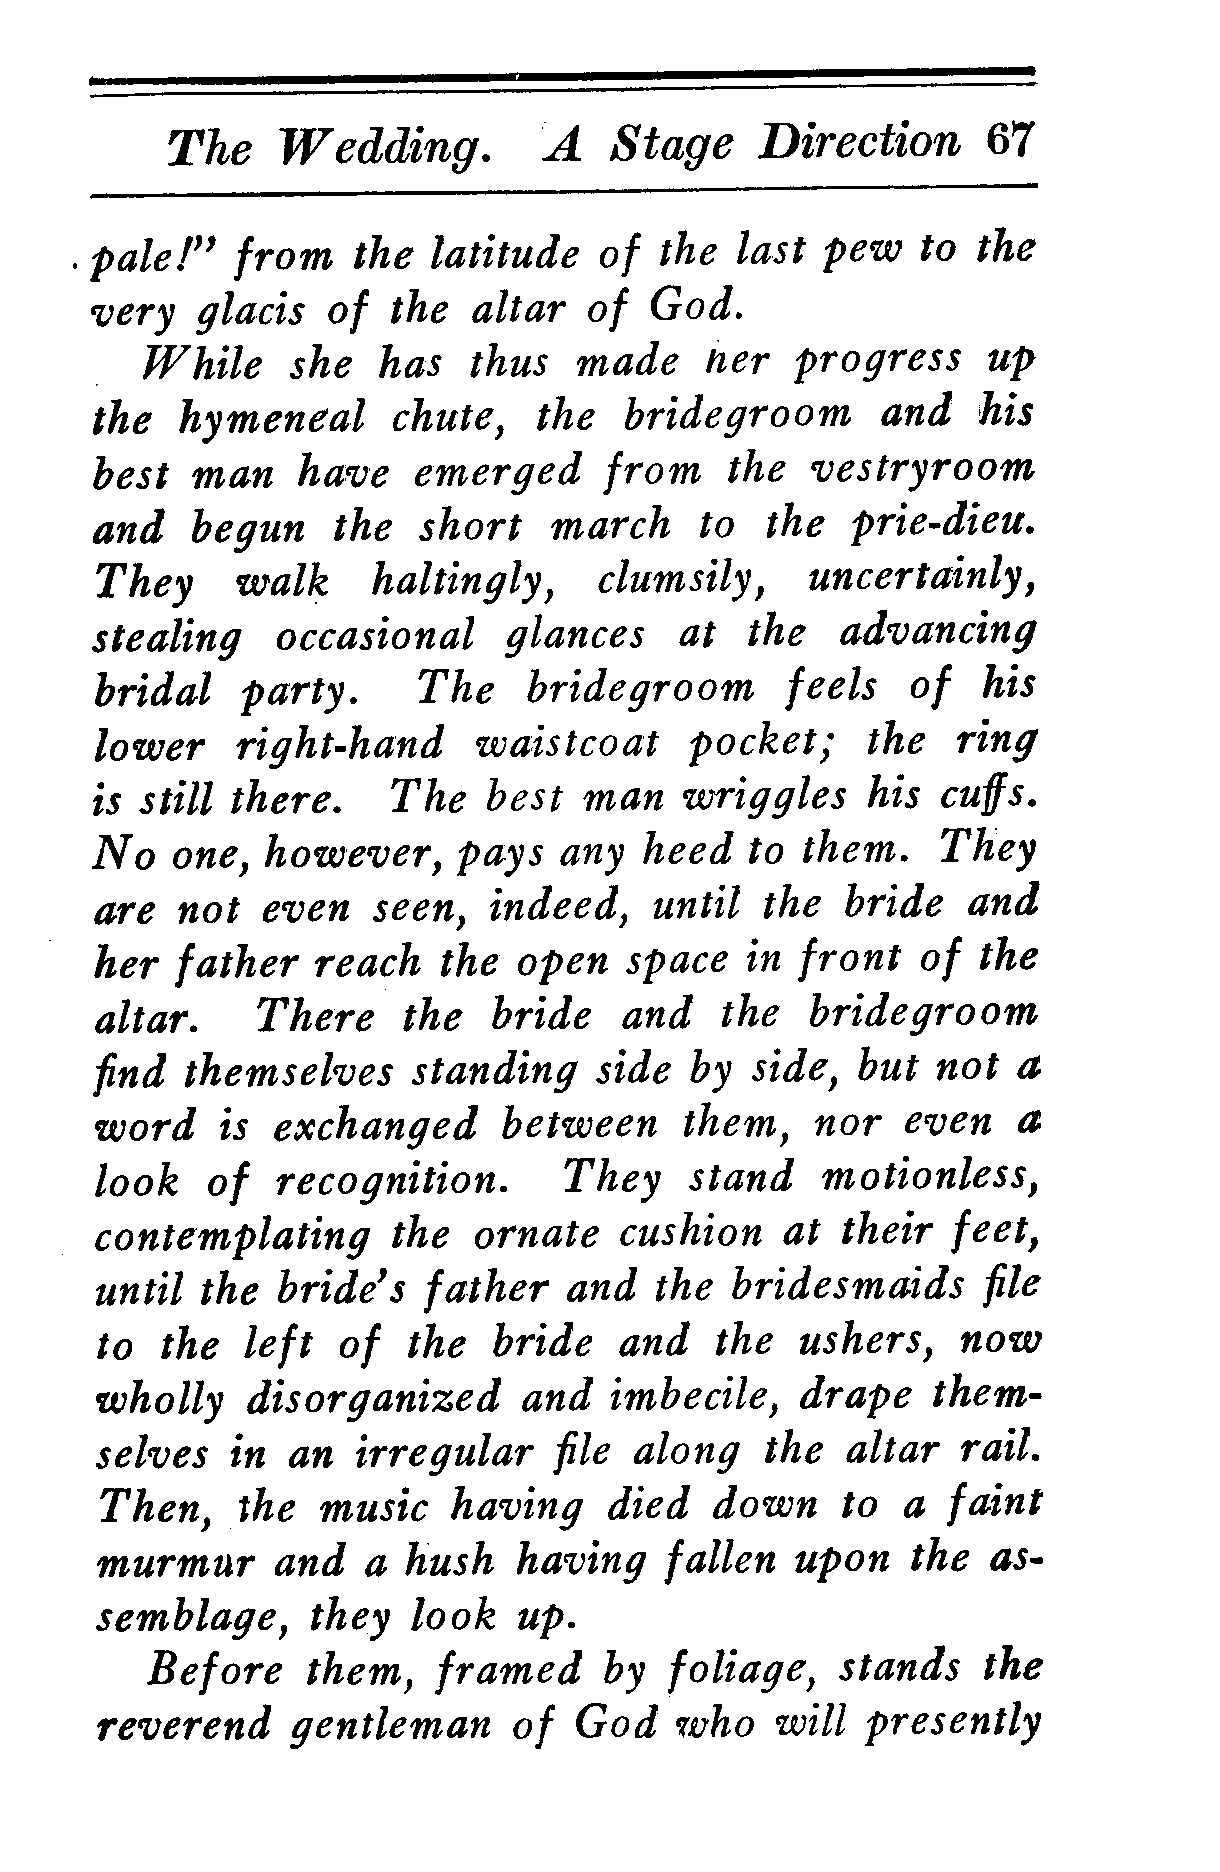 The Wedding. A Stage Direction 67
pale!" from the latitude of the last pew to the
very glacis of the altar of God.
While she has thus made her progress up
the hymeneal chute, the bridegroom and his
best man have emerged from the vestryroom
and begun the short march to the prie-dieu.
They walk haltingly, clumsily, uncertainly,
stealing occasional glances at the advancing
bridal party. The bridegroom feels of his
lower right-hand waistcoat pocket; the ring
is still there. The best man wriggles his cuffs.
No one, however, pays any heed to them. They
are not even seen, indeed, until the bride and
her father reach the open space in front of the
altar. There the bride and the bridegroom
find themselves standing side by side, but not a
word is exchanged between them, nor even a
look of recognition. They stand motionless,
contemplating the ornate cushion at their feet,
until the bride's father and the bridesmaids file
to the left of the bride and the ushers, now
wholly disorganized and imbecile, drape them-
selves in an irregular file along the altar rail.
Then, the music having died down to a faint
murmur and a hush having fallen upon the as-
semblage, they look up.
Before them, framed by foliage, stands the
reverend gentleman of God who will presently